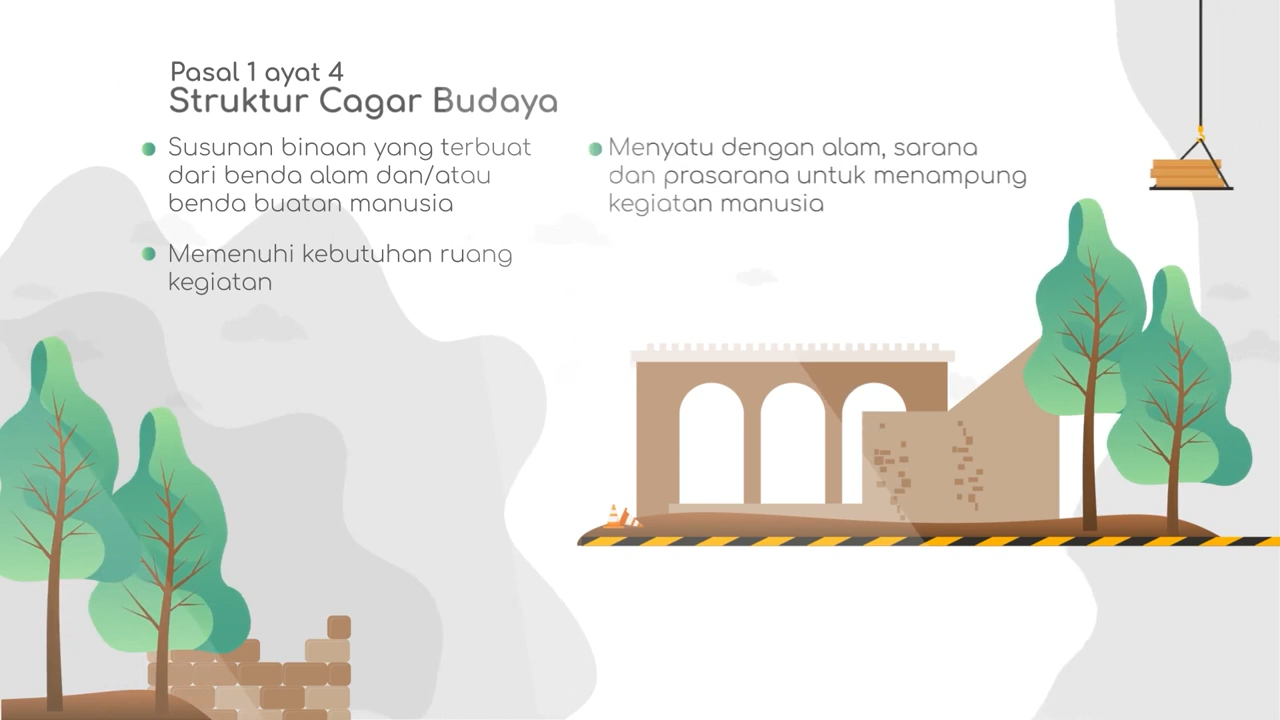 Pasal 1 ayat 4
Struktur Cagar Budaya
Susunan binaan yang terbuat
dari benda alam dan/atau
benda buatan manusia
Memenuhi kebutuhan ruang
kegiatan
Menyatu dengan alam, sarana
dan prasarana untuk menampung
kegiatan manusia